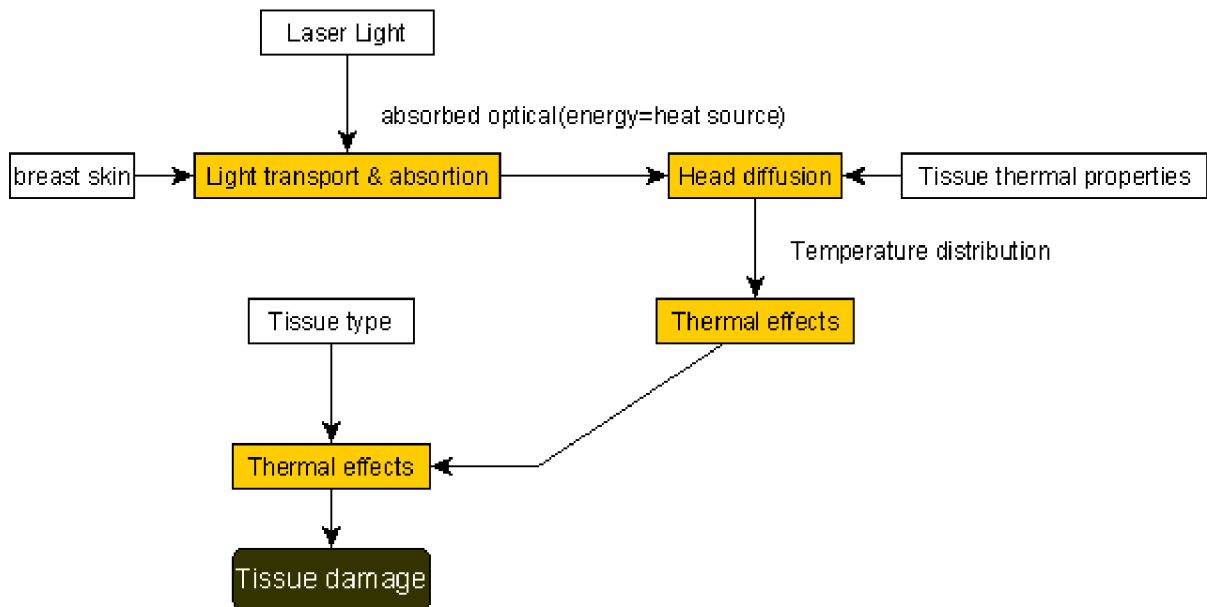 Laser Light
absorbed optical(energy=heat source)
breast skin
Light transport & absortion
Head diffusion
Tissue thermal properties
Temperature distribution
Tissue type
Thermal effects
Thermal effects
Tissue damage